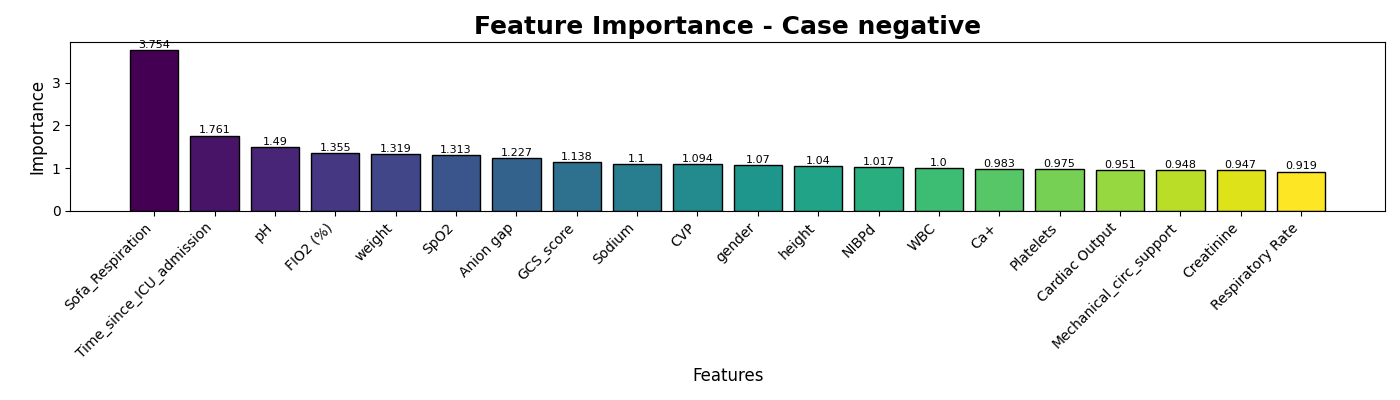 Feature Importance - Case negative
Importance
3
2
1
0
3.754
1.761
1.49
1.355
1.319
1.313
1.227
1.138
1.1
1.094
1.07
1.04
1.017
1.0
0.983
0.975
0.951
0.948
0.947
0.919
Sofa_Respiration
Time_since_ICU_admission
pH
FIO2 (%)
weight
SpO2
Anion gap
GCS_score
Sodium
CVP
gender
height
NIBPd
WBC
Ca+
Platelets
Cardiac Output
Mechanical_circ_support
Creatinine
Respiratory Rate
Features